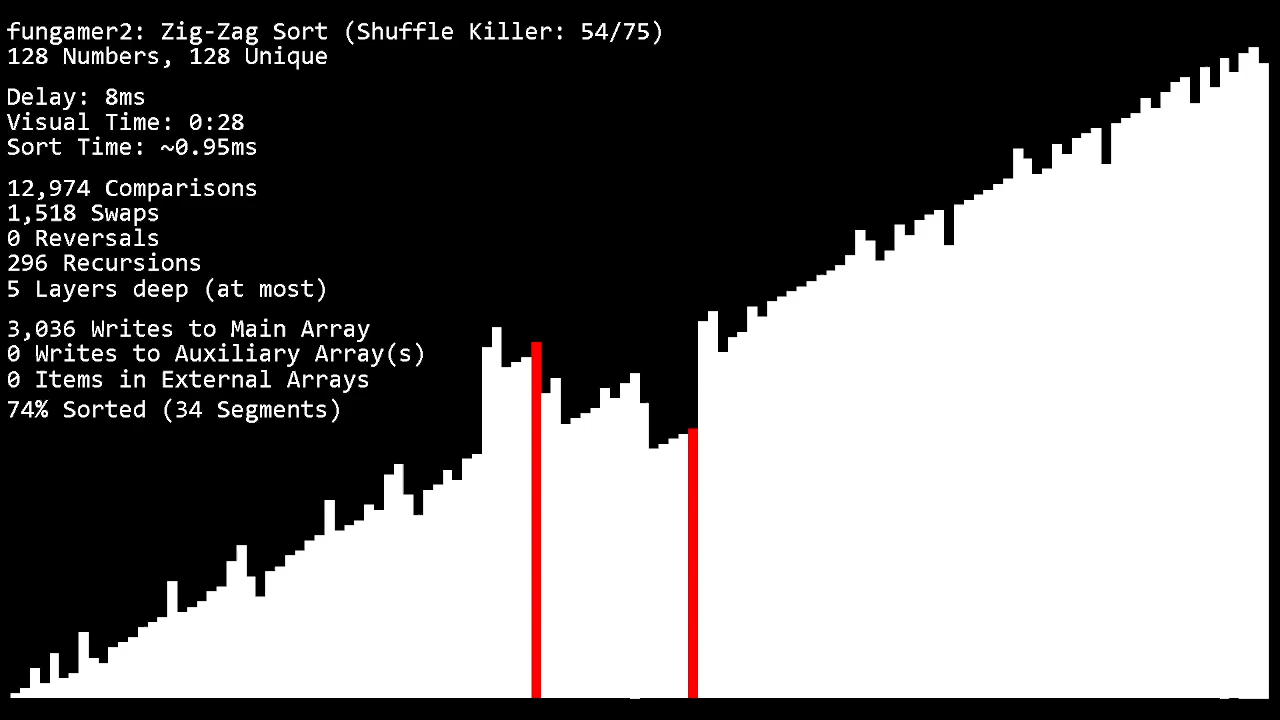 fungamer2: Zig-Zag Sort (Shuffle Killer: 54/75)
128 Numbers, 128 Unique
Delay: 8ms
Visual Time: 0:28
Sort Time: ~0.95ms
12,974 Comparisons
1,518 Swaps
0 Reversals
296 Recursions
5 Layers deep (at most)
3,036 Writes to Main Array
0 Writes to Auxiliary Array(s)
0 Items in External Arrays
74% Sorted (34 Segments)